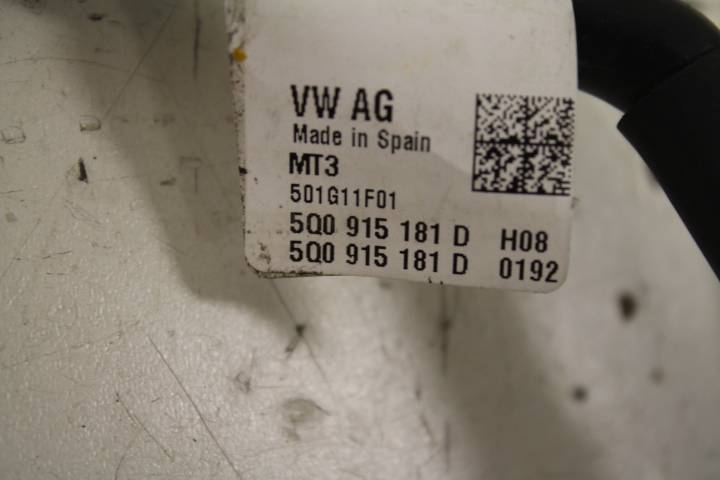 VW AG
Made in Spain
MT3
501G11F01
5Q0 915 181 D H08
5Q0 915 181 D 0192